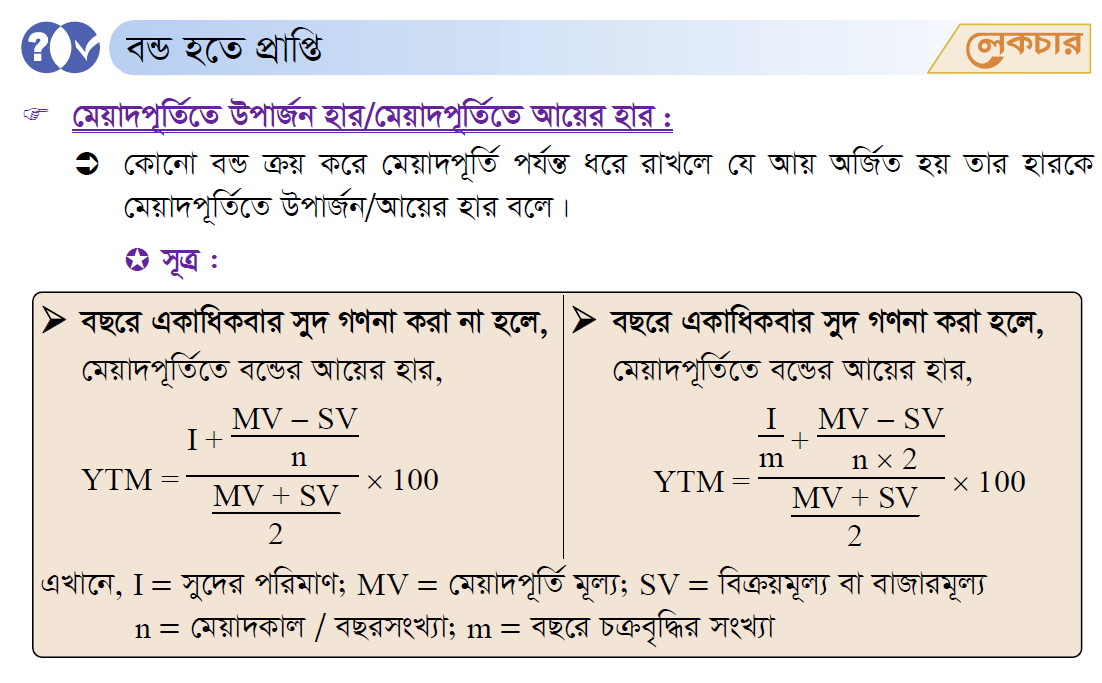 বন্ড হতে প্রাপ্তি
লেকচার
☞ মেয়াদপূর্তিতে উপার্জন হার/মেয়াদপূর্তিতে আয়ের হার :
➲ কোনো বন্ড ক্রয় করে মেয়াদপূর্তি পর্যন্ত ধরে রাখলে যে আয় অর্জিত হয় তার হারকে
মেয়াদপূর্তিতে উপার্জন/আয়ের হার বলে।
✪ সূত্র :
➢ বছরে একাধিকবার সুদ গণনা করা না হলে,
মেয়াদপূর্তিতে বন্ডের আয়ের হার,
YTM = (I + (MV – SV)/n) / ((MV + SV)/2) × 100
➢ বছরে একাধিকবার সুদ গণনা করা হলে,
মেয়াদপূর্তিতে বন্ডের আয়ের হার,
YTM = (I/m + (MV – SV)/(n × 2)) / ((MV + SV)/2) × 100
এখানে, I = সুদের পরিমাণ; MV = মেয়াদপূর্তি মূল্য; SV = বিক্রয়মূল্য বা বাজারমূল্য
n = মেয়াদকাল / বছরসংখ্যা; m = বছরে চক্রবৃদ্ধির সংখ্যা